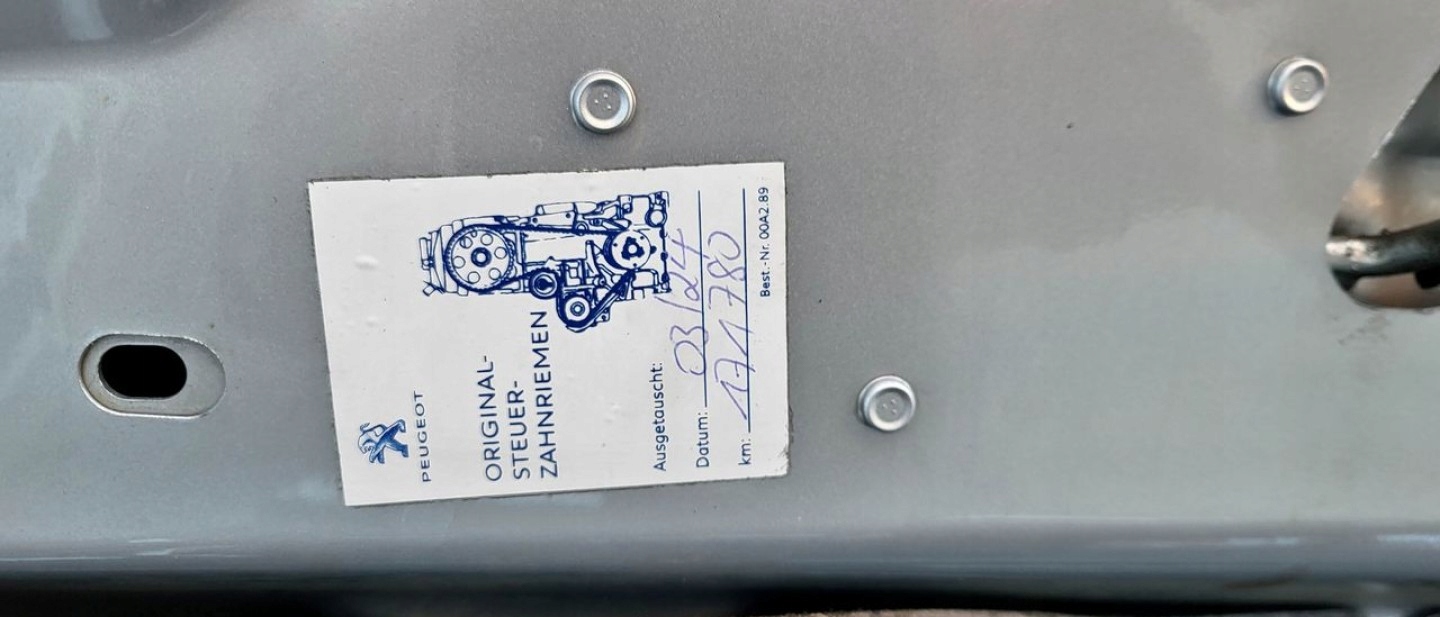 PEUGEOT
ORIGINAL-
STEUER-
ZAHNRIEMEN
Ausgetauscht:
Datum: 03/24
km: 171780
Best.-Nr. 00A2.89